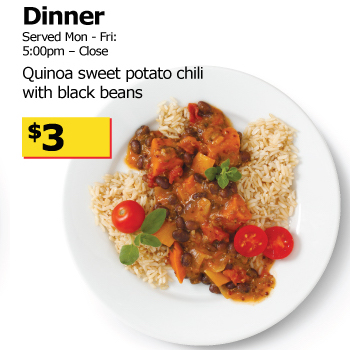 Dinner
Served Mon - Fri:
5:00pm – Close
Quinoa sweet potato chili
with black beans
$3